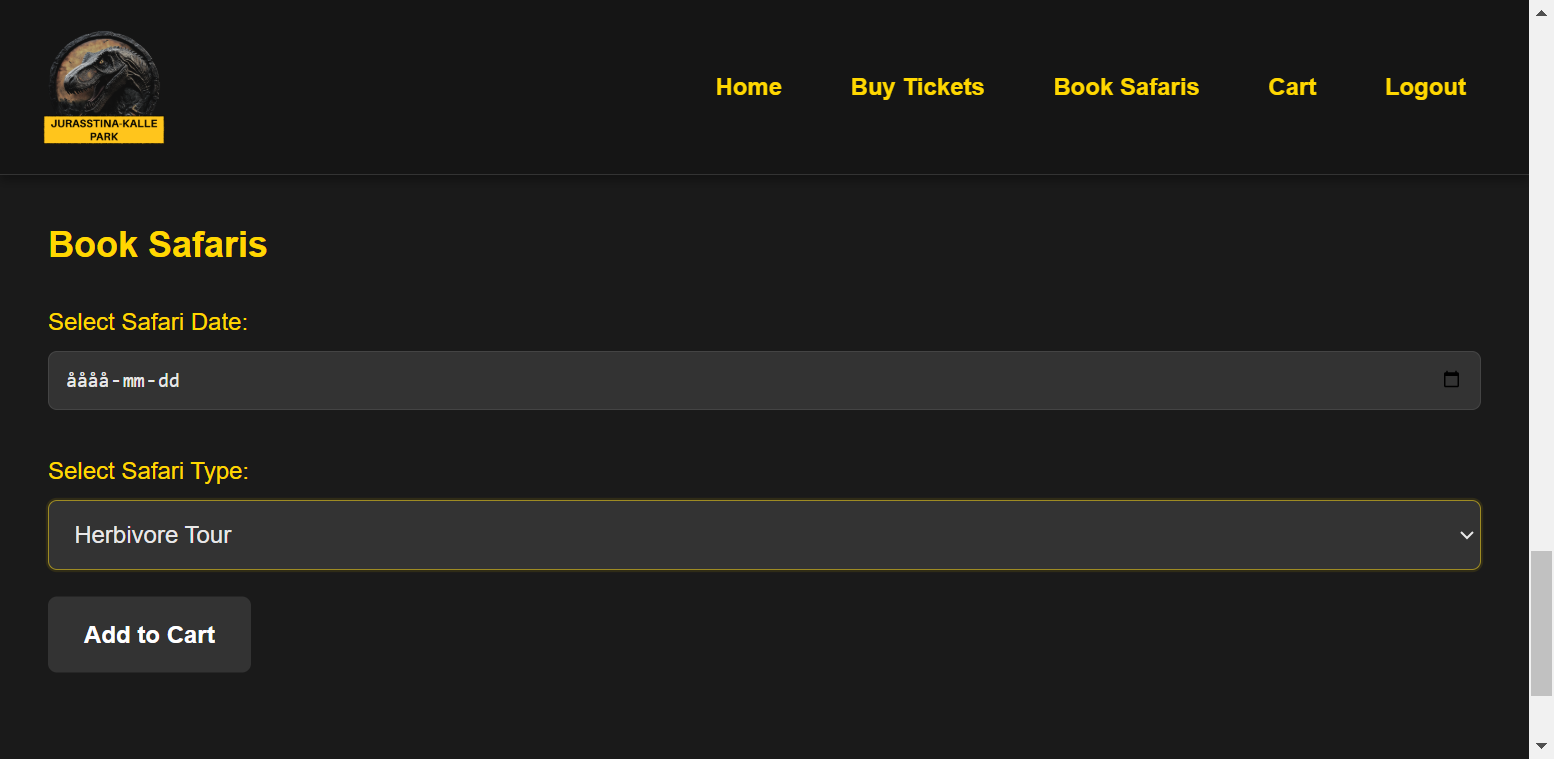 JURASSTINA-KALLE
PARK
Home
Buy Tickets
Book Safaris
Cart
Logout
Book Safaris
Select Safari Date:
åååå-mm-dd
Select Safari Type:
Herbivore Tour
Add to Cart